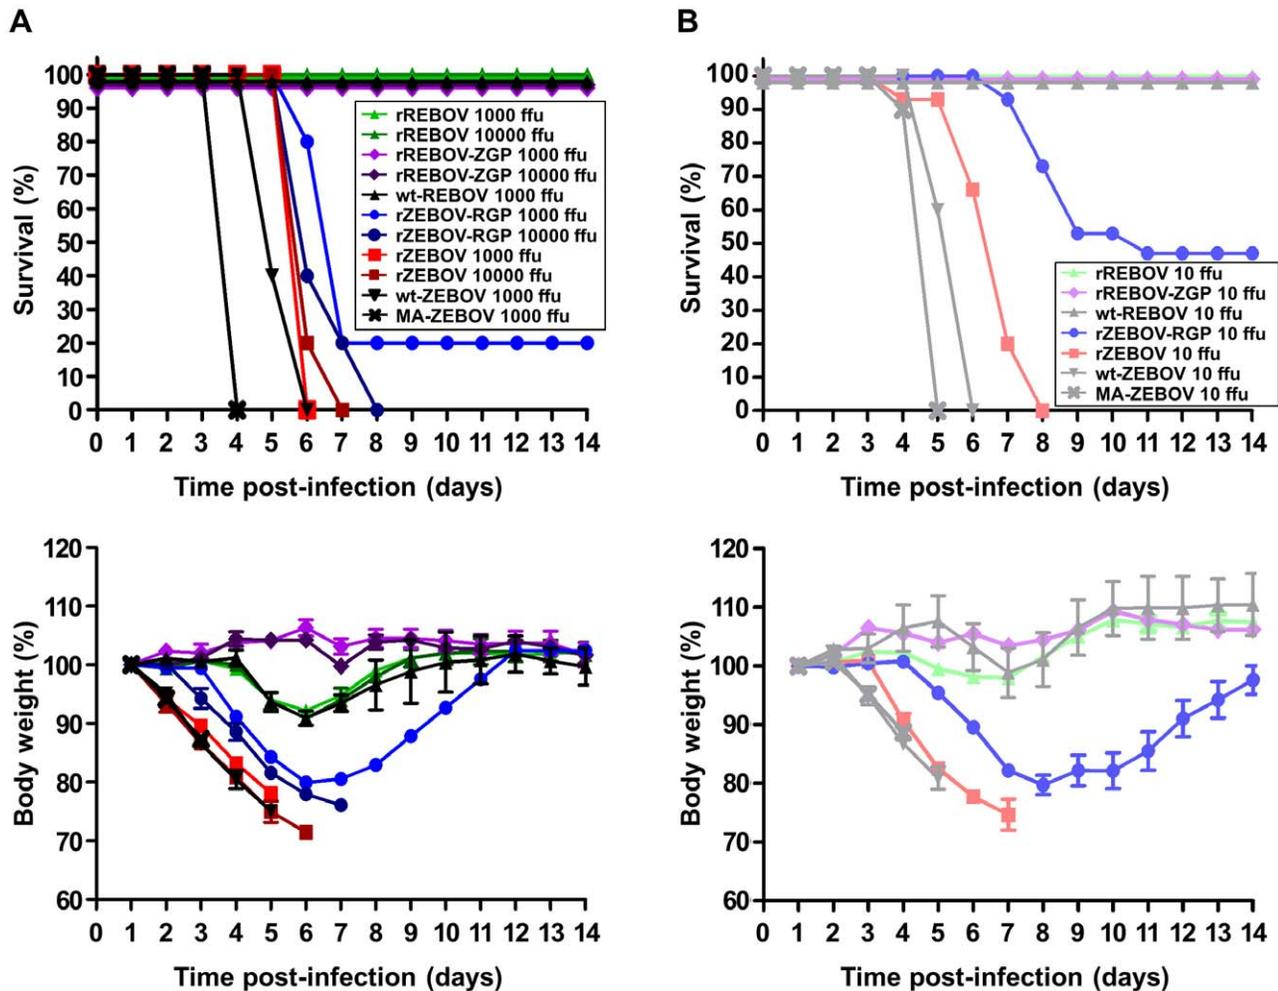 A
Survival (%)
100
90
80
70
60
50
40
30
20
10
0
rREBOV 1000 ffu
rREBOV 10000 ffu
rREBOV-ZGP 1000 ffu
rREBOV-ZGP 10000 ffu
wt-REBOV 1000 ffu
rZEBOV-RGP 1000 ffu
rZEBOV-RGP 10000 ffu
rZEBOV 1000 ffu
rZEBOV 10000 ffu
wt-ZEBOV 1000 ffu
MA-ZEBOV 1000 ffu
0 1 2 3 4 5 6 7 8 9 10 11 12 13 14
Time post-infection (days)
B
Survival (%)
100
90
80
70
60
50
40
30
20
10
0
rREBOV 10 ffu
rREBOV-ZGP 10 ffu
wt-REBOV 10 ffu
rZEBOV-RGP 10 ffu
rZEBOV 10 ffu
wt-ZEBOV 10 ffu
MA-ZEBOV 10 ffu
0 1 2 3 4 5 6 7 8 9 10 11 12 13 14
Time post-infection (days)
Body weight (%)
120
110
100
90
80
70
60
0 1 2 3 4 5 6 7 8 9 10 11 12 13 14
Time post-infection (days)
Body weight (%)
120
110
100
90
80
70
60
0 1 2 3 4 5 6 7 8 9 10 11 12 13 14
Time post-infection (days)